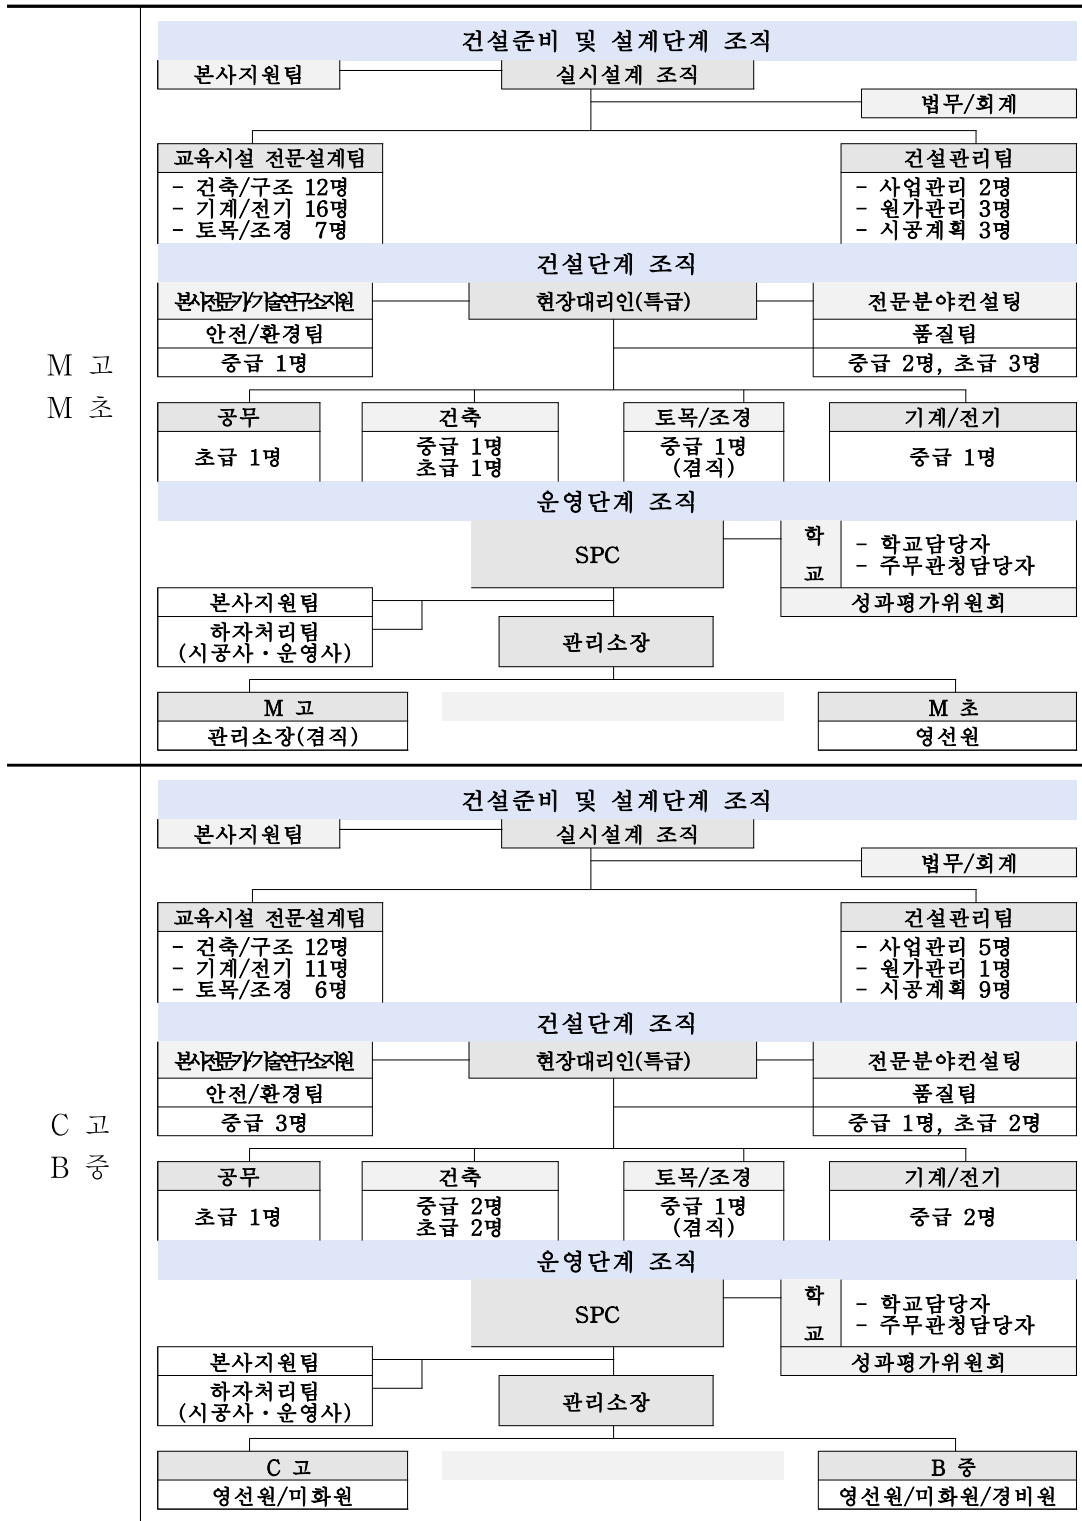 M 고
M 초
건설준비 및 설계단계 조직
본사지원팀
실시설계 조직
법무/회계
교육시설 전문설계팀
- 건축/구조 12명
- 기계/전기 16명
- 토목/조경 7명
건설관리팀
- 사업관리 2명
- 원가관리 3명
- 시공계획 3명
건설단계 조직
본사전문가/기술연구소지원
현장대리인(특급)
전문분야컨설팅
안전/환경팀
중급 1명
품질팀
중급 2명, 초급 3명
공무
초급 1명
건축
중급 1명
초급 1명
토목/조경
중급 1명
(겸직)
기계/전기
중급 1명
운영단계 조직
SPC
학
교
- 학교담당자
- 주무관청담당자
성과평가위원회
본사지원팀
하자처리팀
(시공사・운영사)
관리소장
M 고
관리소장(겸직)
M 초
영선원
C 고
B 중
건설준비 및 설계단계 조직
본사지원팀
실시설계 조직
법무/회계
교육시설 전문설계팀
- 건축/구조 12명
- 기계/전기 11명
- 토목/조경 6명
건설관리팀
- 사업관리 5명
- 원가관리 1명
- 시공계획 9명
건설단계 조직
본사전문가/기술연구소지원
현장대리인(특급)
전문분야컨설팅
안전/환경팀
중급 3명
품질팀
중급 1명, 초급 2명
공무
초급 1명
건축
중급 2명
초급 2명
토목/조경
중급 1명
(겸직)
기계/전기
중급 2명
운영단계 조직
SPC
학
교
- 학교담당자
- 주무관청담당자
성과평가위원회
본사지원팀
하자처리팀
(시공사・운영사)
관리소장
C 고
영선원/미화원
B 중
영선원/미화원/경비원